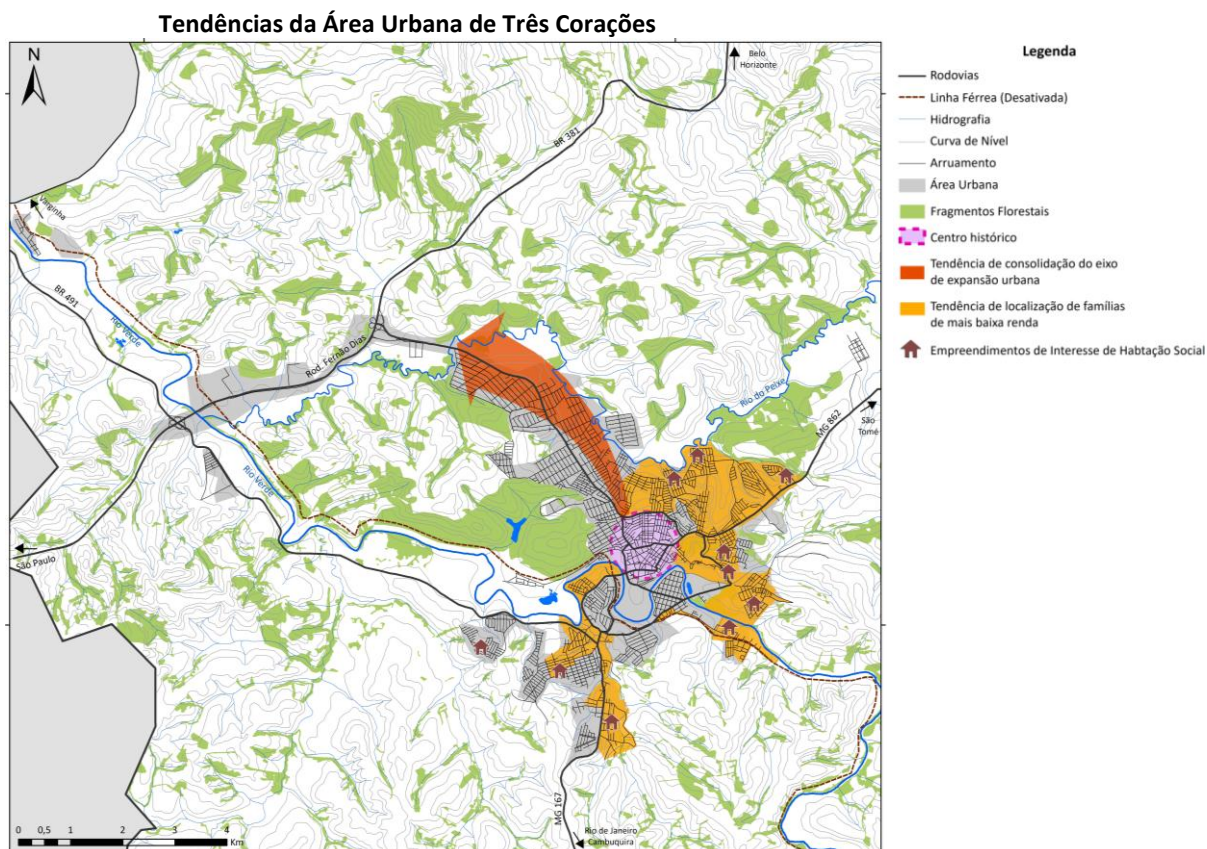 Tendências da Área Urbana de Três Corações
N
Belo
Horizonte
BR 381
Varginha
BR 491
Rio Verde
Rod. Fernão Dias
Rio do Peixe
MG 862
São
Tomé
Rio Verde
São Paulo
MG 167
Rio de Janeiro
Cambuquira
0 0,5 1 2 3 4
Km
Legenda
Rodovias
Linha Férrea (Desativada)
Hidrografia
Curva de Nível
Arruamento
Área Urbana
Fragmentos Florestais
Centro histórico
Tendência de consolidação do eixo
de expansão urbana
Tendência de localização de famílias
de mais baixa renda
Empreendimentos de Interesse de Habtação Social